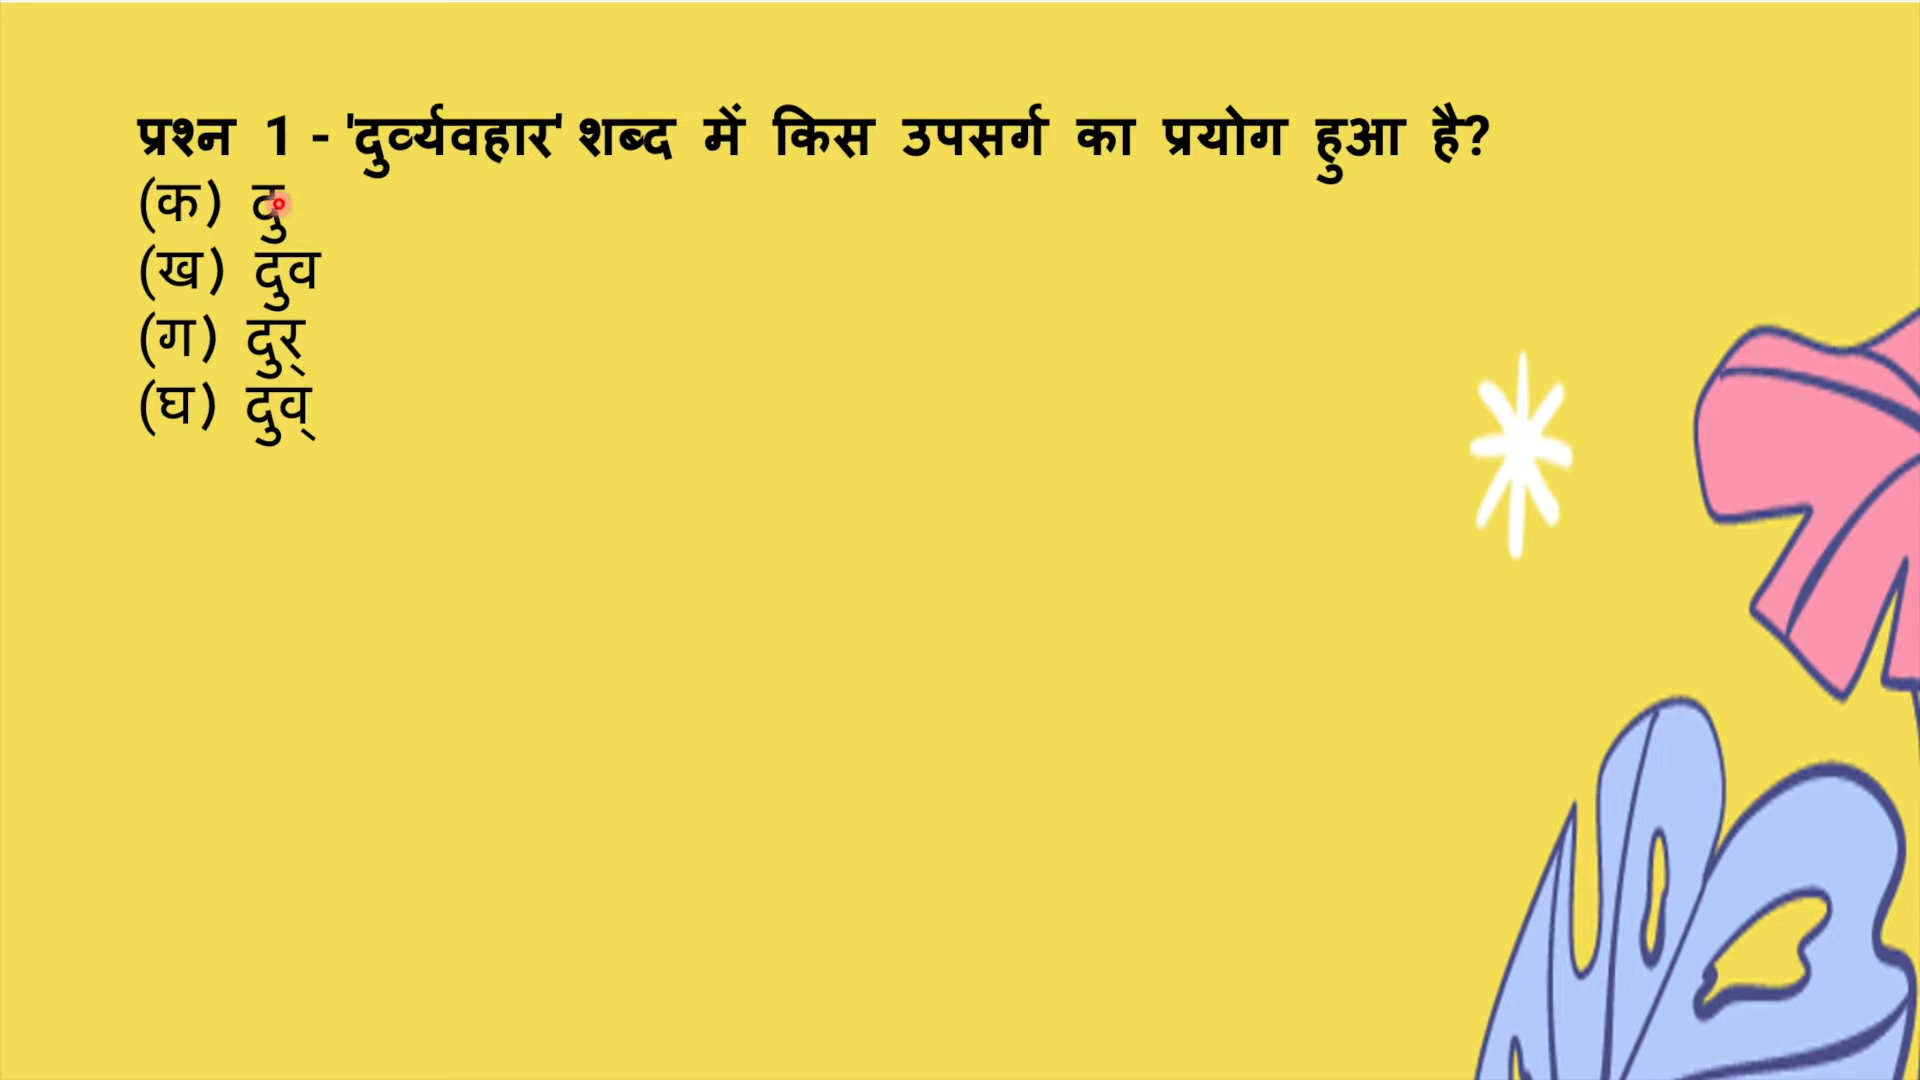 प्रश्न 1 - 'दुर्व्यवहार' शब्द में किस उपसर्ग का प्रयोग हुआ है?
(क) दु
(ख) दुव
(ग) दुर्
(घ) दुव्